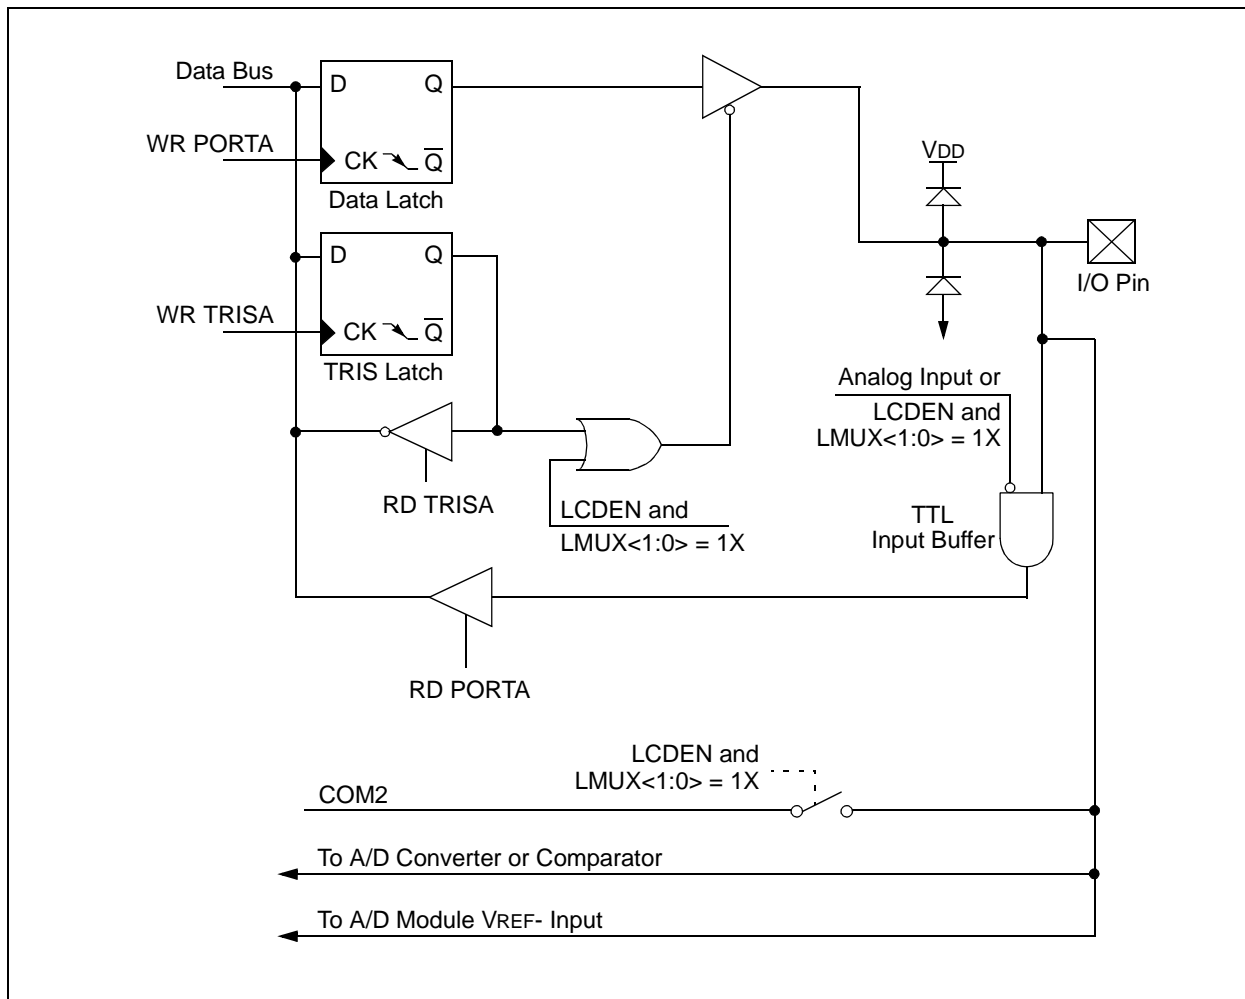 Data Bus
D
Q
WR PORTA
CK
Q̅
Data Latch
VDD
D
Q
I/O Pin
WR TRISA
CK
Q̅
TRIS Latch
Analog Input or
LCDEN and
LMUX<1:0> = 1X
RD TRISA
LCDEN and
LMUX<1:0> = 1X
TTL
Input Buffer
RD PORTA
LCDEN and
LMUX<1:0> = 1X
COM2
To A/D Converter or Comparator
To A/D Module VREF- Input